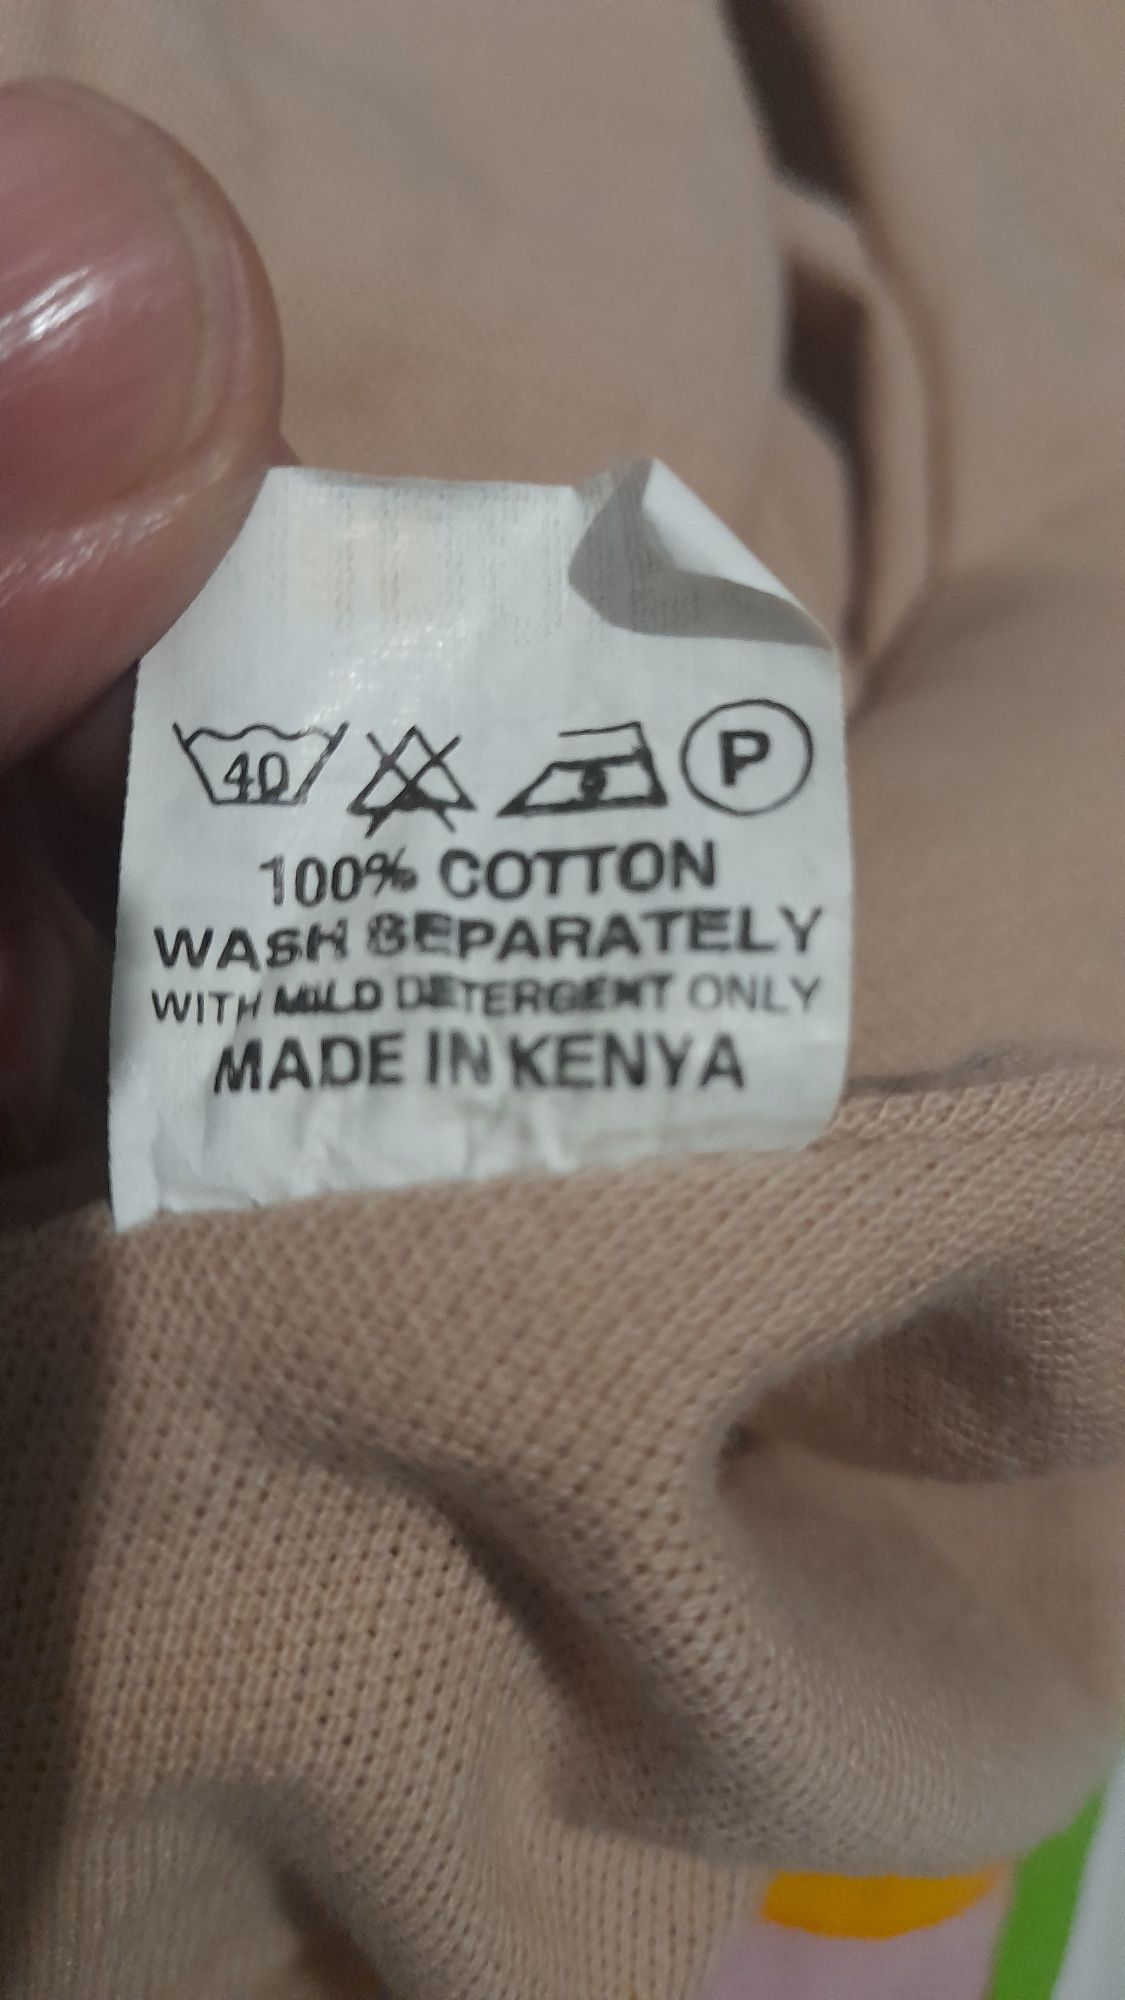 40 P
100% COTTON
WASH SEPARATELY
WITH MILD DETERGENT ONLY
MADE IN KENYA